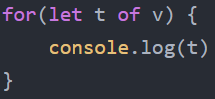 for(let t of v) {
    console.log(t)
}